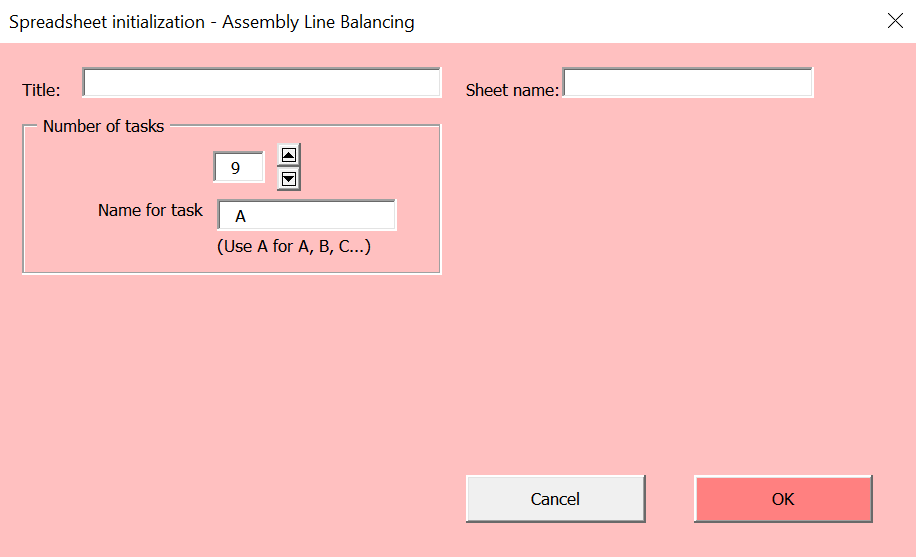 Spreadsheet initialization - Assembly Line Balancing
Title:
Sheet name:
Number of tasks
9
Name for task
A
(Use A for A, B, C...)
Cancel
OK